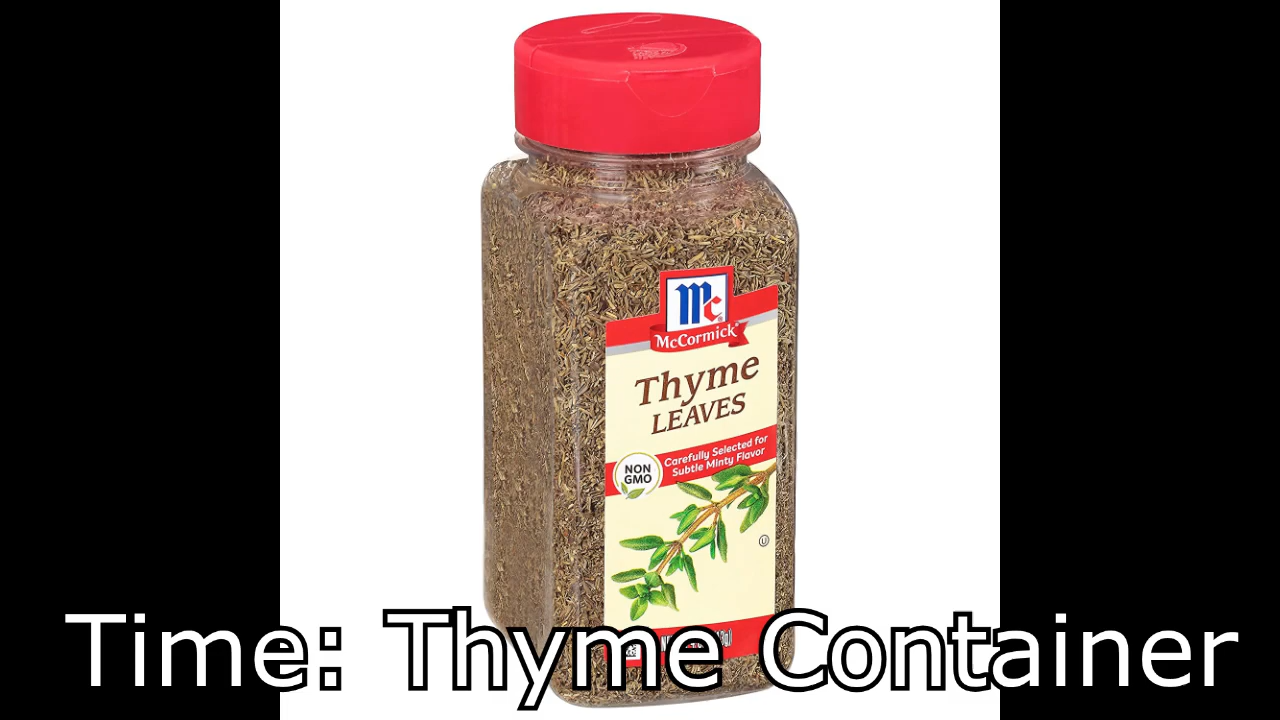 Mc
McCormick®
Thyme
LEAVES
Carefully Selected for
Subtle Minty Flavor
NON
GMO
U
Time: Thyme Container